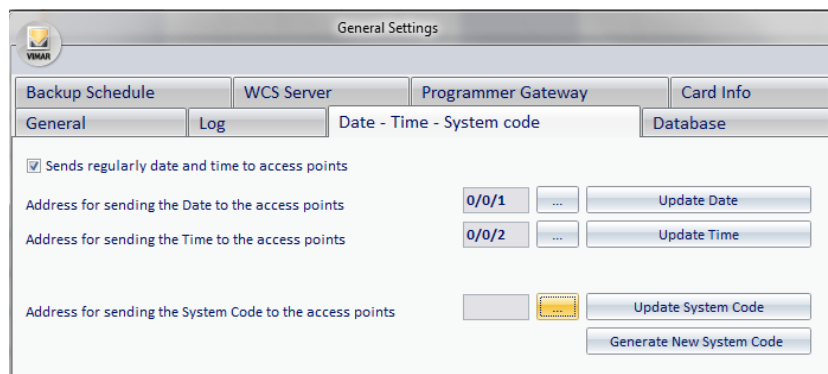 General Settings
VIMAR
Backup Schedule WCS Server Programmer Gateway Card Info
General Log Date - Time - System code Database
Sends regularly date and time to access points
Address for sending the Date to the access points 0/0/1 ... Update Date
Address for sending the Time to the access points 0/0/2 ... Update Time
Address for sending the System Code to the access points ... Update System Code
Generate New System Code